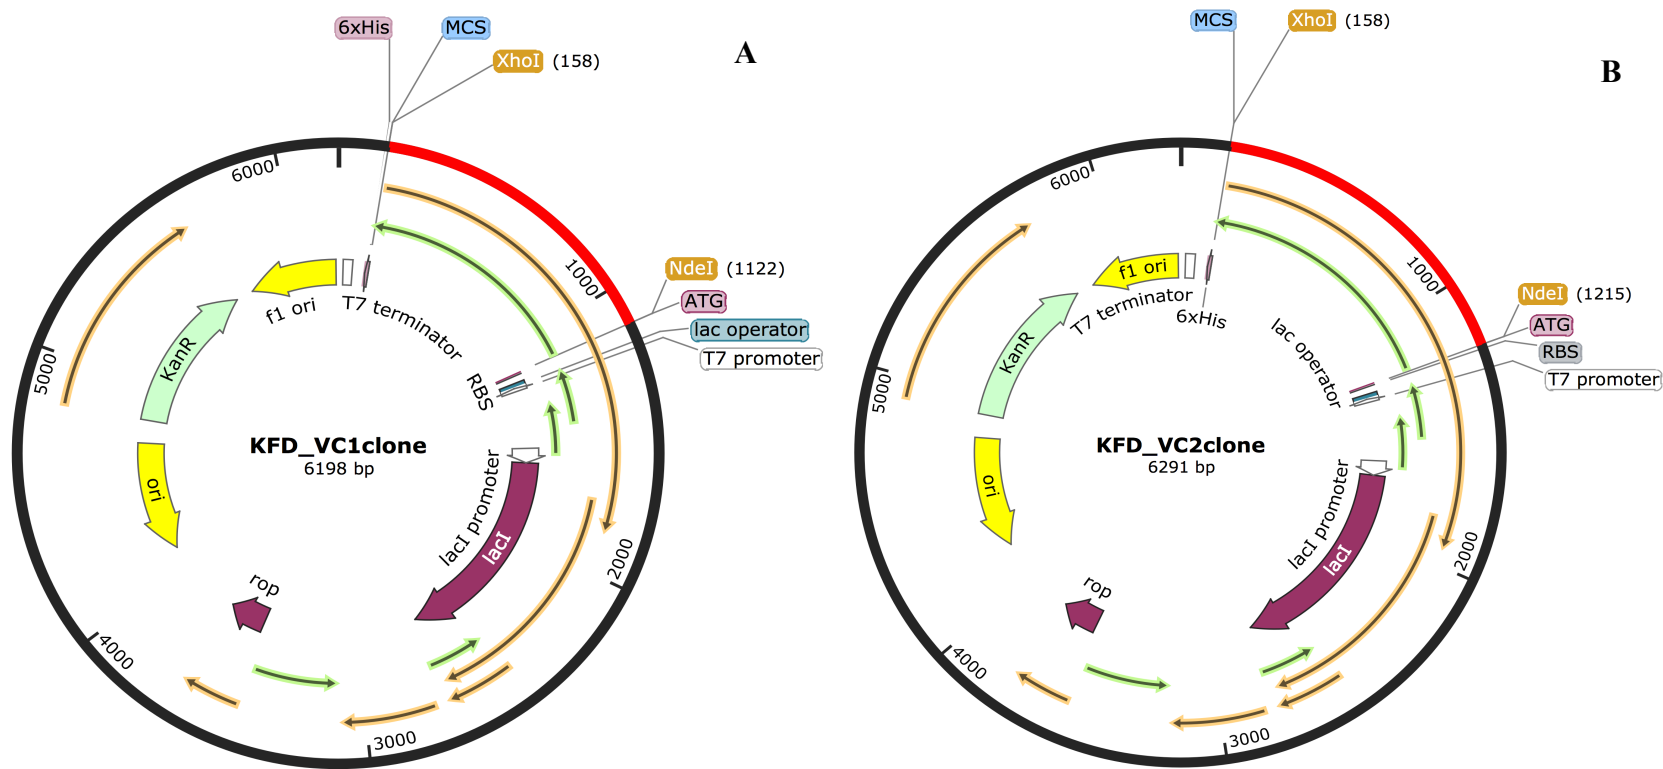 6xHis
MCS
XhoI (158)
A
6000
1000
NdeI (1122)
ATG
lac operator
T7 promoter
f1 ori
T7 terminator
RBS
KanR
5000
KFD_VC1clone
6198 bp
ori
lacI promoter
lacI
2000
rop
4000
3000
MCS
XhoI (158)
B
6000
1000
NdeI (1215)
ATG
RBS
T7 promoter
f1 ori
T7 terminator
6xHis
lac operator
KanR
5000
KFD_VC2clone
6291 bp
ori
lacI promoter
lacI
2000
rop
4000
3000